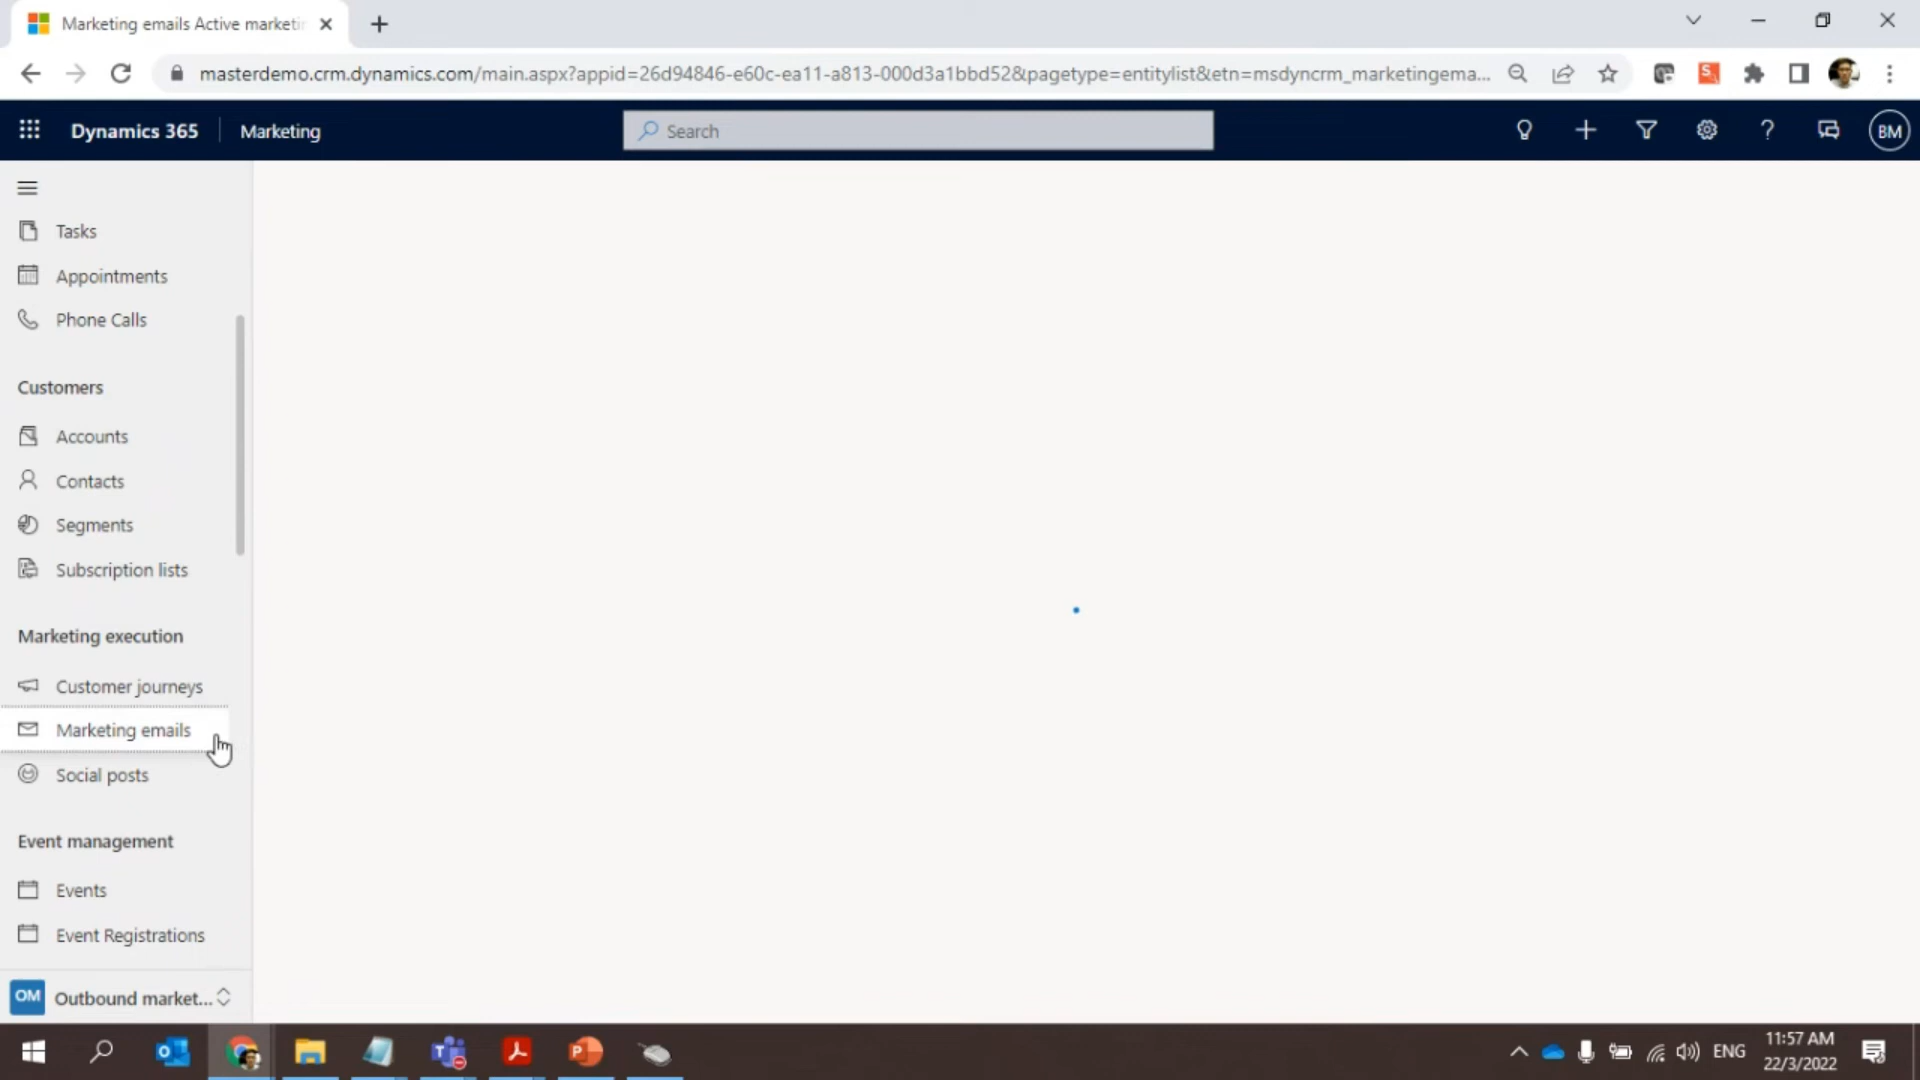 Marketing emails Active marketi
masterdemo.crm.dynamics.com/main.aspx?appid=26d94846-e60c-ea11-a813-000d3a1bbd52&pagetype=entitylist&etn=msdyncrm_marketingema...
Dynamics 365
Marketing
Search
BM
Tasks
Appointments
Phone Calls
Customers
Accounts
Contacts
Segments
Subscription lists
Marketing execution
Customer journeys
Marketing emails
Social posts
Event management
Events
Event Registrations
OM
Outbound market...
ENG
11:57 AM
22/3/2022